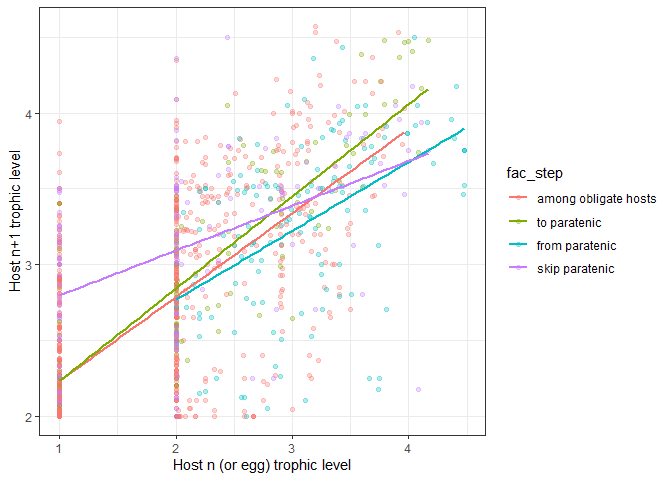 Host n+1 trophic level
4
3
2
1
2
3
4
Host n (or egg) trophic level
fac_step
among obligate hosts
to paratenic
from paratenic
skip paratenic